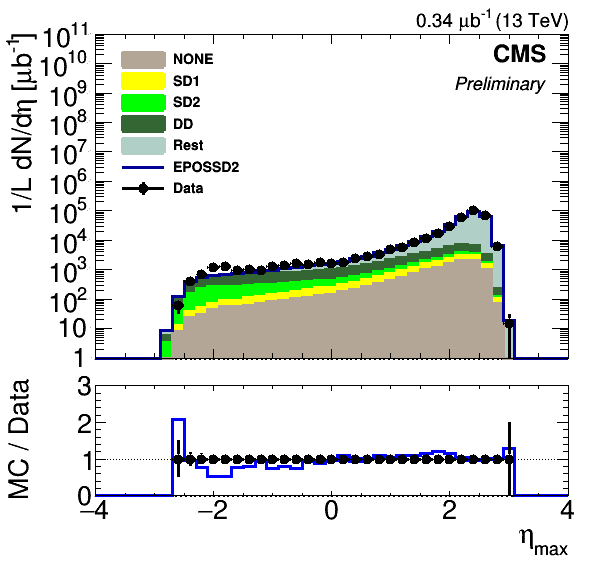 0.34 μb⁻¹ (13 TeV)
CMS
Preliminary
1/L dN/dη [μb⁻¹]
10¹¹
10¹⁰
10⁹
10⁸
10⁷
10⁶
10⁵
10⁴
10³
10²
10
1
NONE
SD1
SD2
DD
Rest
EPOSSD2
Data
MC / Data
3
2
1
0
−4 −2 0 2 4
η_max